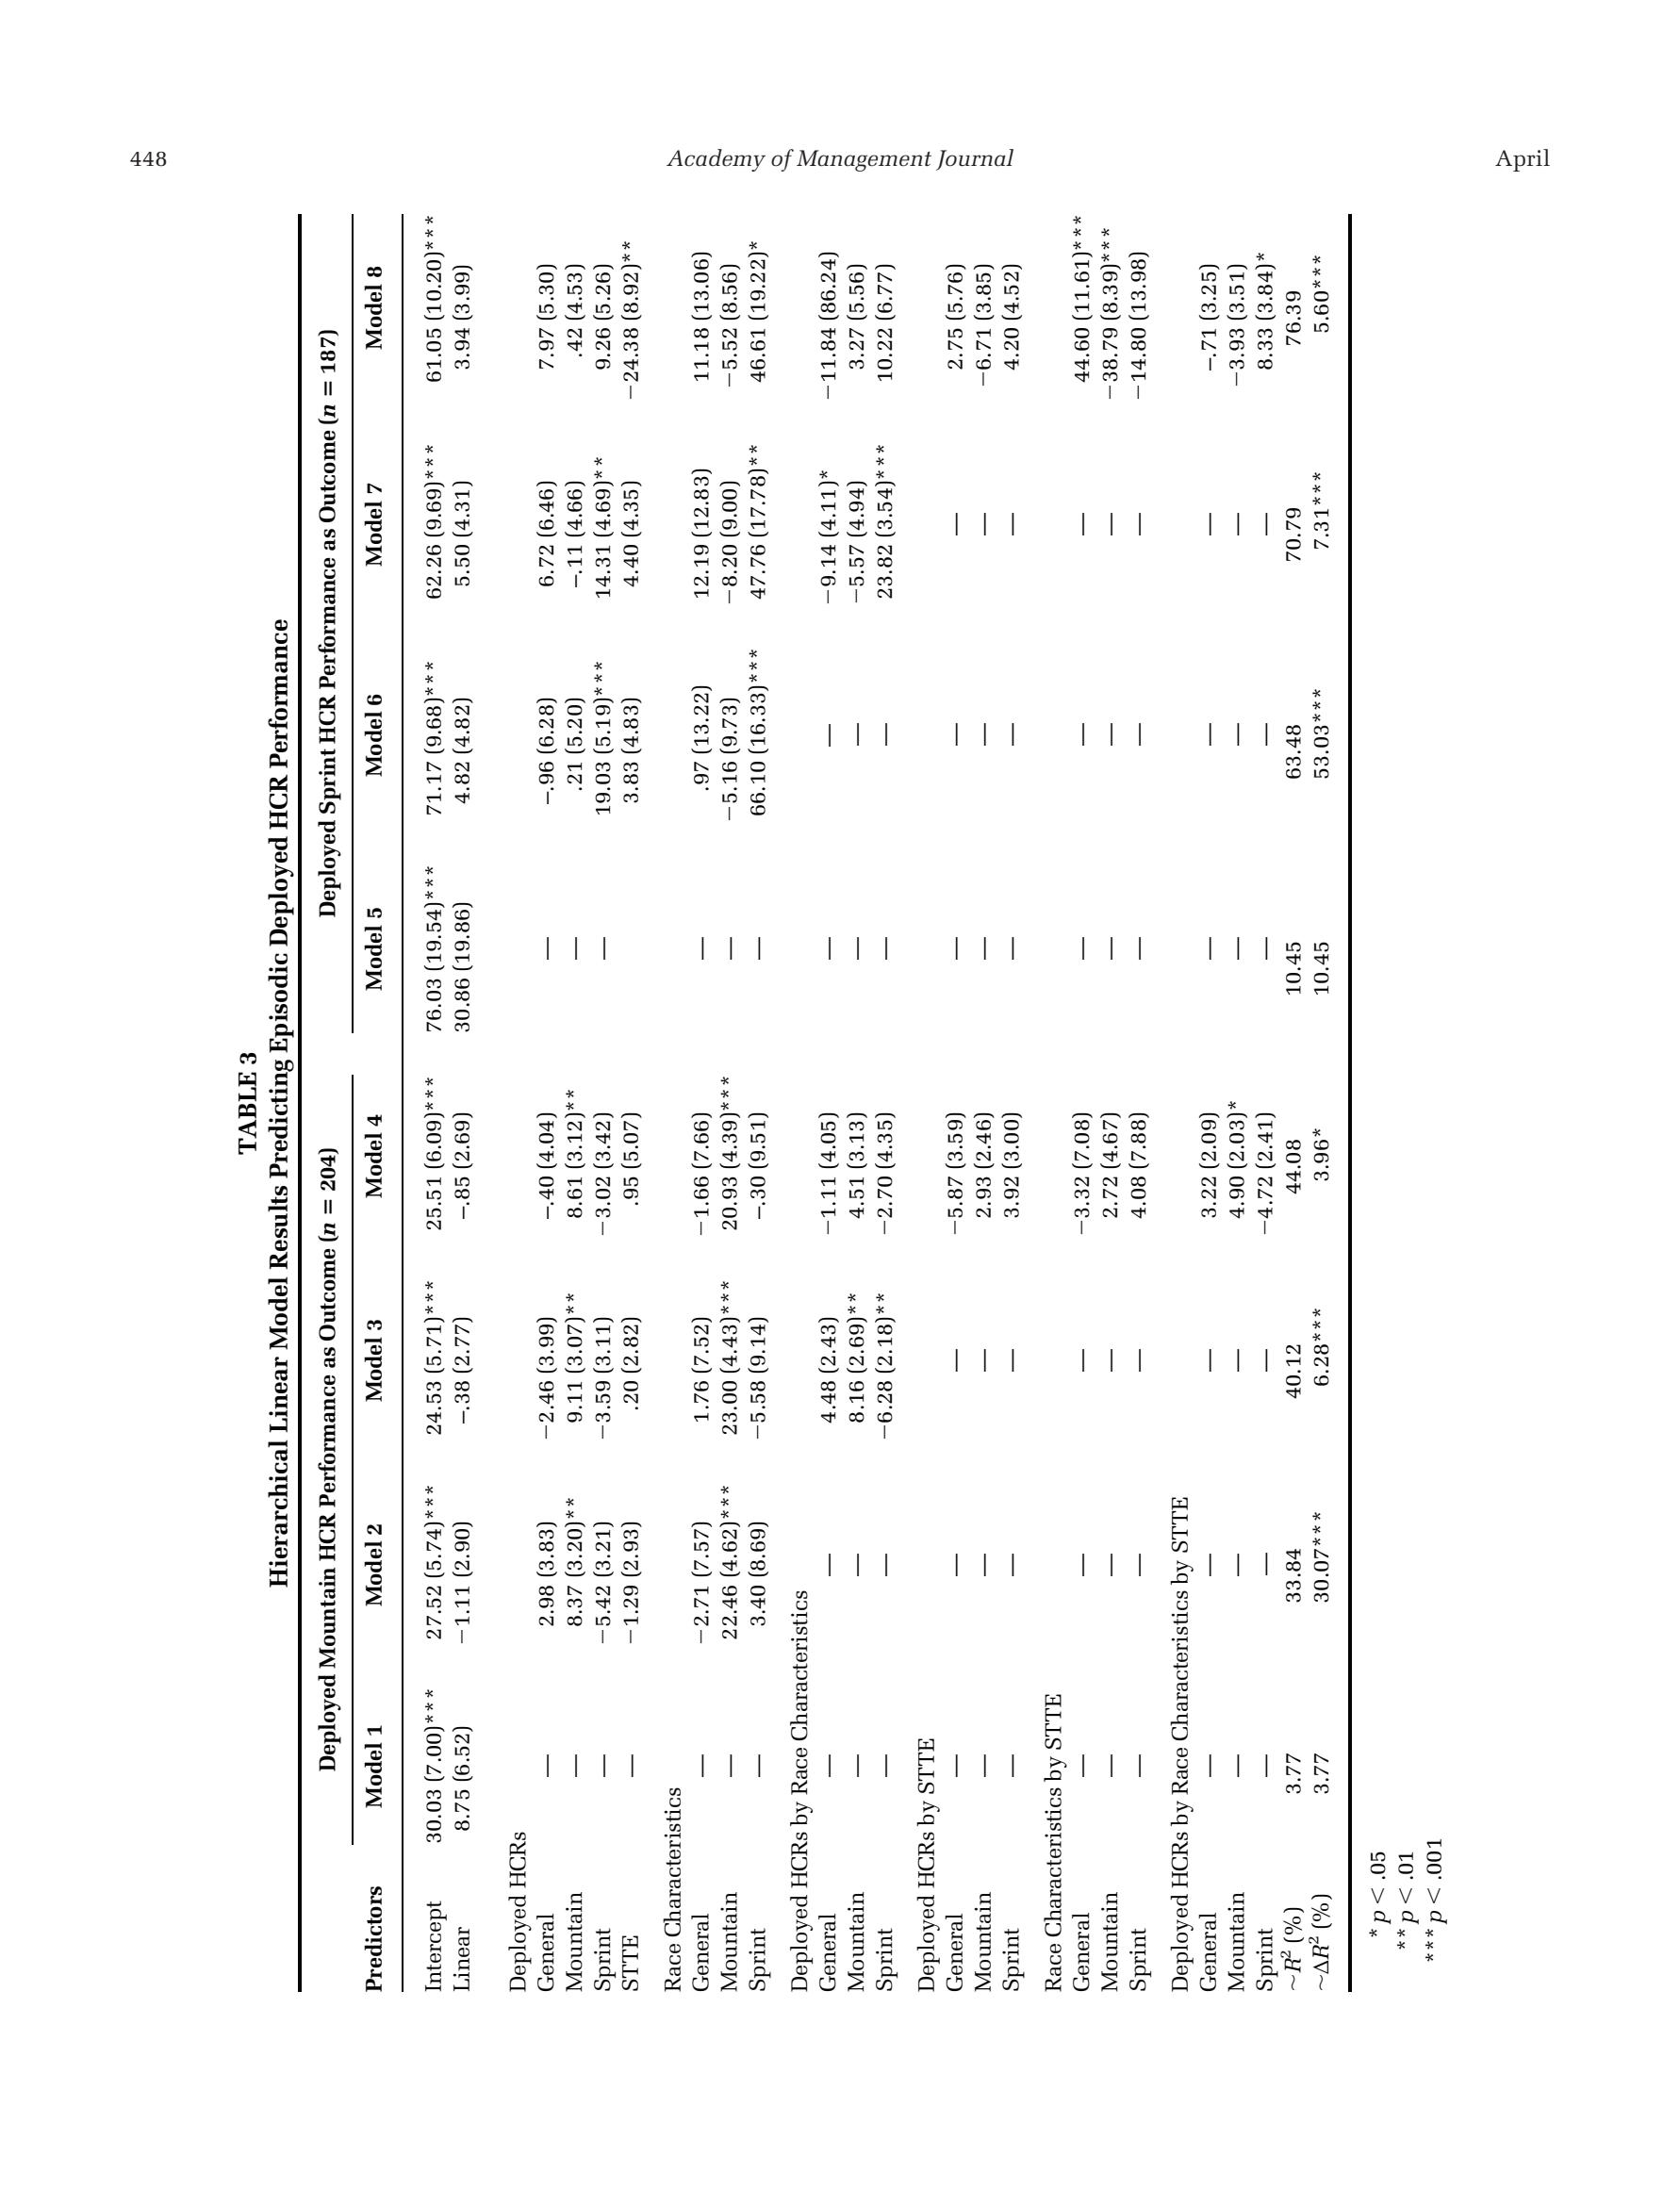 448
Academy of Management Journal
April
TABLE 3
Hierarchical Linear Model Results Predicting Episodic Deployed HCR Performance
Deployed Mountain HCR Performance as Outcome (n = 204) Deployed Sprint HCR Performance as Outcome (n = 187)
Predictors Model 1 Model 2 Model 3 Model 4 Model 5 Model 6 Model 7 Model 8
Intercept 30.03 (7.00)*** 27.52 (5.74)*** 24.53 (5.71)*** 25.51 (6.09)*** 76.03 (19.54)*** 71.17 (9.68)*** 62.26 (9.69)*** 61.05 (10.20)***
Linear 8.75 (6.52) −1.11 (2.90) −.38 (2.77) −.85 (2.69) 30.86 (19.86) 4.82 (4.82) 5.50 (4.31) 3.94 (3.99)
Deployed HCRs
General — 2.98 (3.83) −2.46 (3.99) −.40 (4.04) — −.96 (6.28) 6.72 (6.46) 7.97 (5.30)
Mountain — 8.37 (3.20)** 9.11 (3.07)** 8.61 (3.12)** — .21 (5.20) −.11 (4.66) .42 (4.53)
Sprint — −5.42 (3.21) −3.59 (3.11) −3.02 (3.42) — 19.03 (5.19)*** 14.31 (4.69)** 9.26 (5.26)
STTE — −1.29 (2.93) .20 (2.82) .95 (5.07) 3.83 (4.83) 4.40 (4.35) −24.38 (8.92)**
Race Characteristics
General — −2.71 (7.57) 1.76 (7.52) −1.66 (7.66) — .97 (13.22) 12.19 (12.83) 11.18 (13.06)
Mountain — 22.46 (4.62)*** 23.00 (4.43)*** 20.93 (4.39)*** — −5.16 (9.73) −8.20 (9.00) −5.52 (8.56)
Sprint — 3.40 (8.69) −5.58 (9.14) −.30 (9.51) — 66.10 (16.33)*** 47.76 (17.78)** 46.61 (19.22)*
Deployed HCRs by Race Characteristics
General — — 4.48 (2.43) −1.11 (4.05) — — −9.14 (4.11)* −11.84 (86.24)
Mountain — — 8.16 (2.69)** 4.51 (3.13) — — −5.57 (4.94) 3.27 (5.56)
Sprint — — −6.28 (2.18)** −2.70 (4.35) — — 23.82 (3.54)*** 10.22 (6.77)
Deployed HCRs by STTE
General — — — −5.87 (3.59) — — — 2.75 (5.76)
Mountain — — — 2.93 (2.46) — — — −6.71 (3.85)
Sprint — — — 3.92 (3.00) — — — 4.20 (4.52)
Race Characteristics by STTE
General — — — −3.32 (7.08) — — — 44.60 (11.61)***
Mountain — — — 2.72 (4.67) — — — −38.79 (8.39)***
Sprint — — — 4.08 (7.88) — — — −14.80 (13.98)
Deployed HCRs by Race Characteristics by STTE
General — — — 3.22 (2.09) — — — −.71 (3.25)
Mountain — — — 4.90 (2.03)* — — — −3.93 (3.51)
Sprint — — — −4.72 (2.41) — — — 8.33 (3.84)*
~R² (%) 3.77 33.84 40.12 44.08 10.45 63.48 70.79 76.39
~ΔR² (%) 3.77 30.07*** 6.28*** 3.96* 10.45 53.03*** 7.31*** 5.60***
* p < .05
** p < .01
*** p < .001